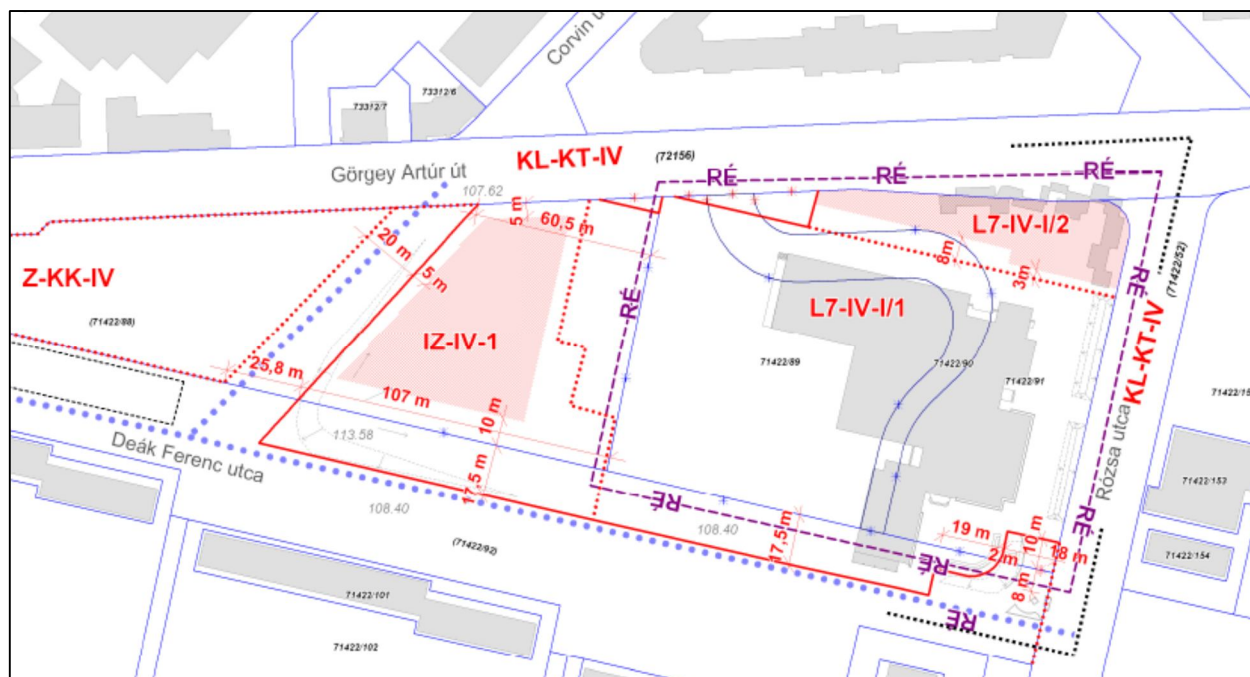 Corvin ú
73312/7
73312/6
KL-KT-IV
(72156)
Görgey Artúr út
107.62
RÉ
RÉ
RÉ
5 m
60,5 m
L7-IV-I/2
(71422/52)
20 m
5 m
8m
3m
Z-KK-IV
RÉ
RÉ
L7-IV-I/1
KL-KT-IV
(71422/88)
IZ-IV-1
71422/89
71422/90
71422/91
71422/15
25,8 m
107 m
10 m
113.58
Deák Ferenc utca
Rózsa utca
17,5 m
108.40
RÉ
108.40
17,5 m
71422/153
19 m
10 m
RÉ
2 m
18 m
(71422/92)
RÉ
8 m
71422/154
71422/101
RÉ
71422/102